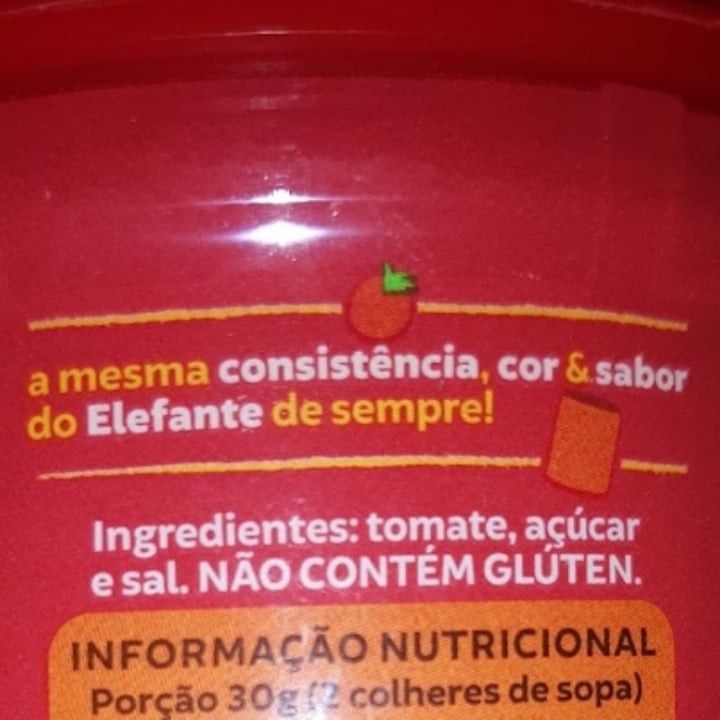 a mesma consistência, cor & sabor
do Elefante de sempre!
Ingredientes: tomate, açúcar
e sal. NÃO CONTÉM GLÚTEN.
INFORMAÇÃO NUTRICIONAL
Porção 30g (2 colheres de sopa)